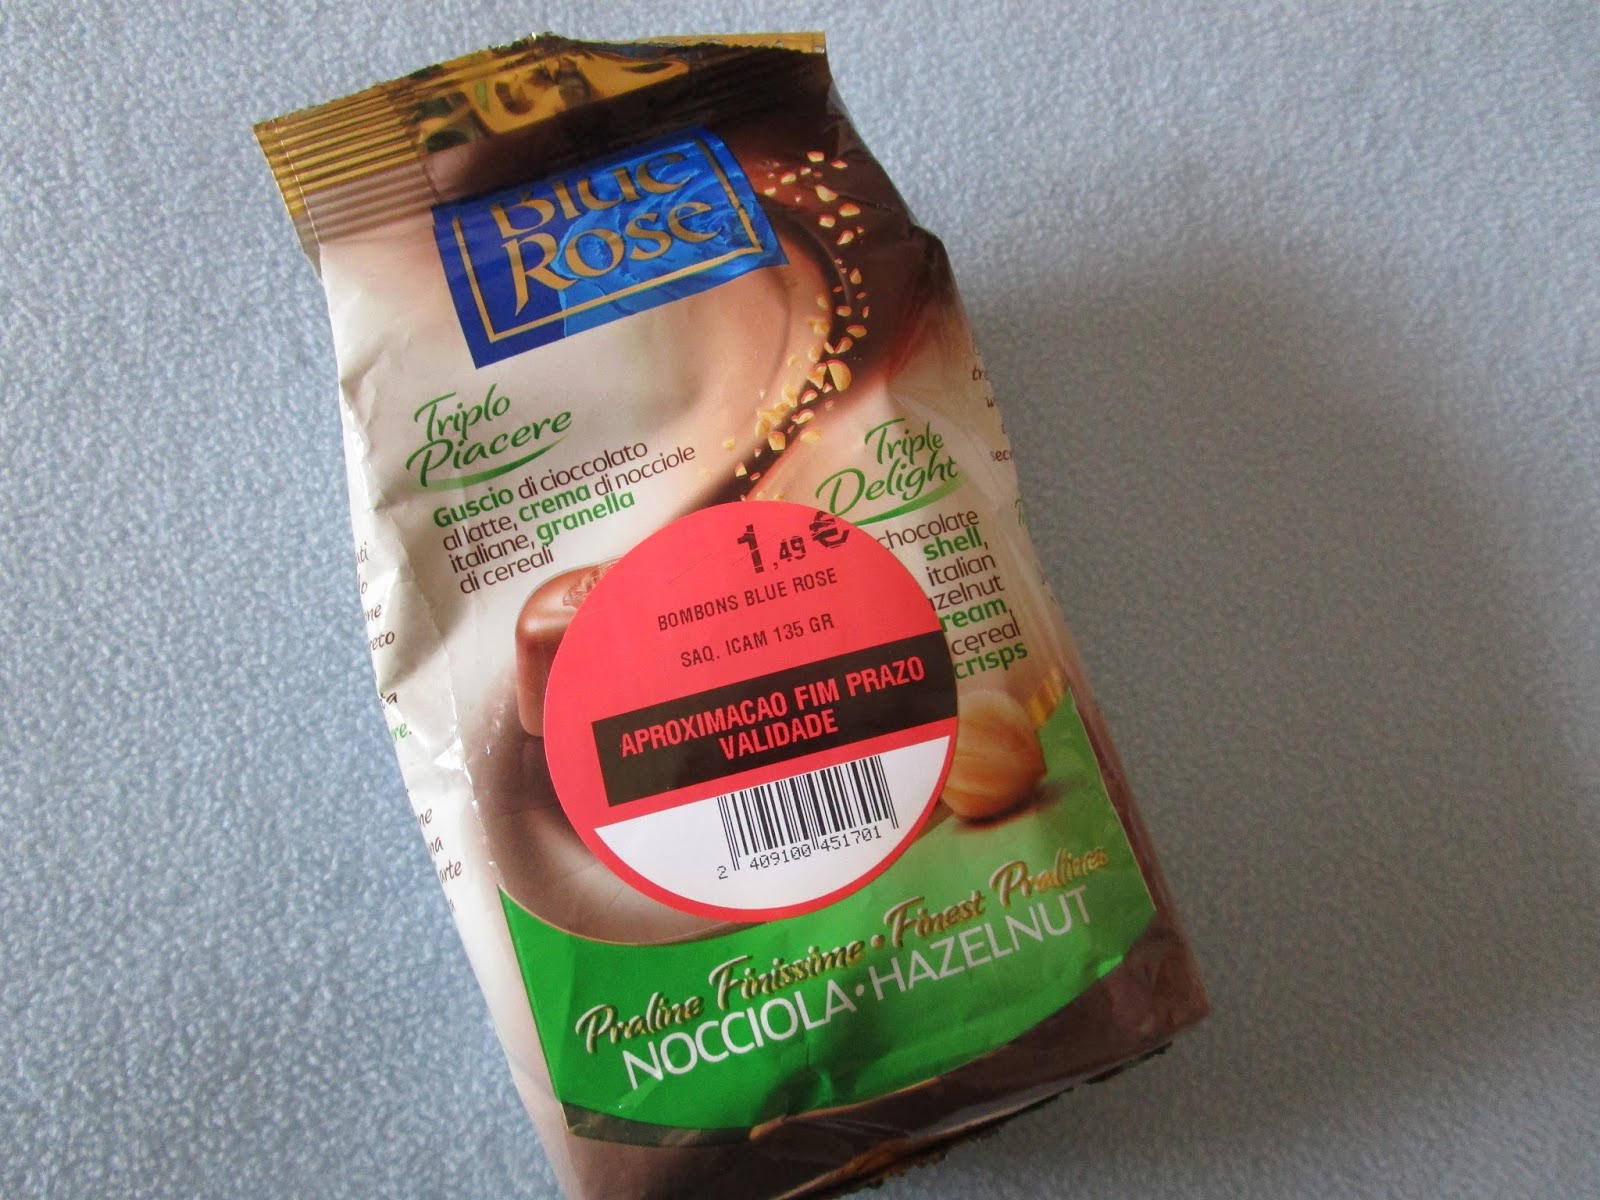 Blue
Rose
Triplo
Piacere
Guscio di cioccolato
al latte, crema di nocciole
italiane, granella
di cereali
Triple
Delight
chocolate
shell,
italian
cream,
cereal
crisps
1,49 €
BOMBONS BLUE ROSE
SAQ. ICAM 135 GR
APROXIMACAO FIM PRAZO
VALIDADE
2 409100 451701
Praline Finissime • Finest Pralines
NOCCIOLA • HAZELNUT